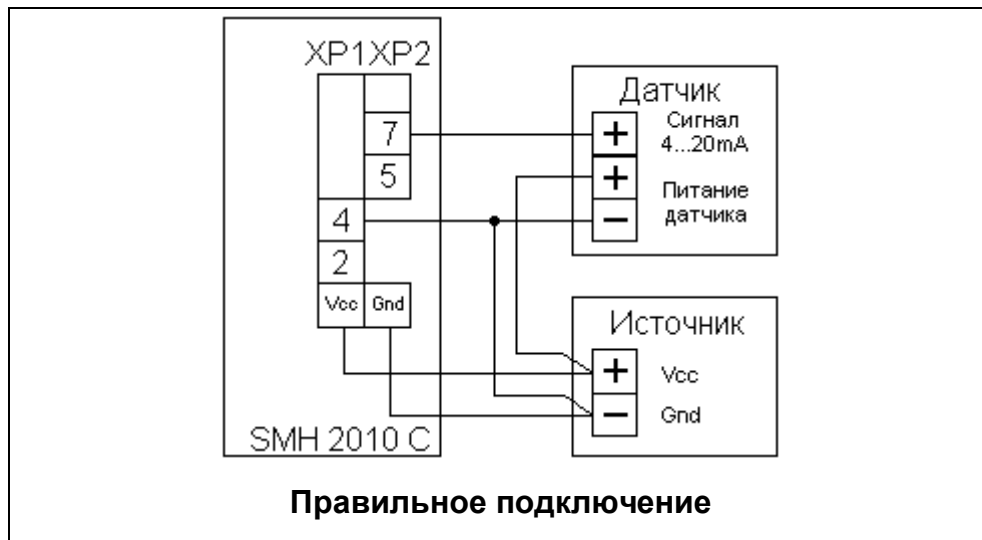 XP1XP2
7
5
4
2
Vcc Gnd
SMH 2010 C
Датчик
+ Сигнал
4...20mA
+ Питание
− датчика
Источник
+ Vcc
− Gnd
Правильное подключение